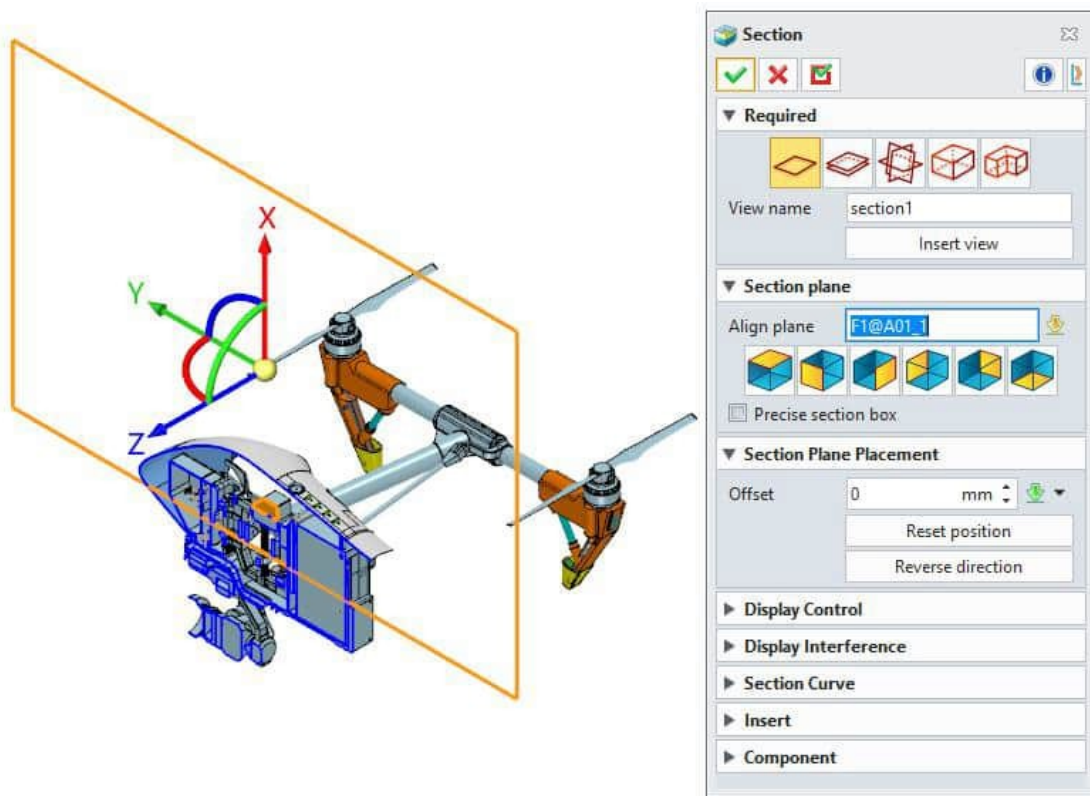 X
Y
Z
Section
Required
View name section1
Insert view
Section plane
Align plane F1@A01_1
Precise section box
Section Plane Placement
Offset 0 mm
Reset position
Reverse direction
Display Control
Display Interference
Section Curve
Insert
Component